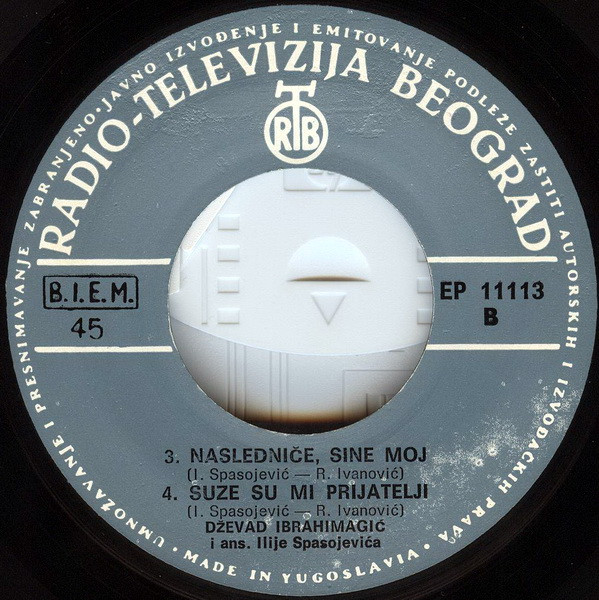 UMNOŽAVANJE I PRESNIMAVANJE ZABRANJENO · JAVNO IZVOĐENJE I EMITOVANJE PODLEŽE ZAŠTITI AUTORSKIH I IZVOĐAČKIH PRAVA ·
RADIO-TELEVIZIJA BEOGRAD
RTB
B.I.E.M.
45
EP 11113
B
3. NASLEDNIČE, SINE MOJ
(I. Spasojević — R. Ivanović)
4. SUZE SU MI PRIJATELJI
(I. Spasojević — R. Ivanović)
DŽEVAD IBRAHIMAGIĆ
i ans. Ilije Spasojevića
· MADE IN YUGOSLAVIA ·